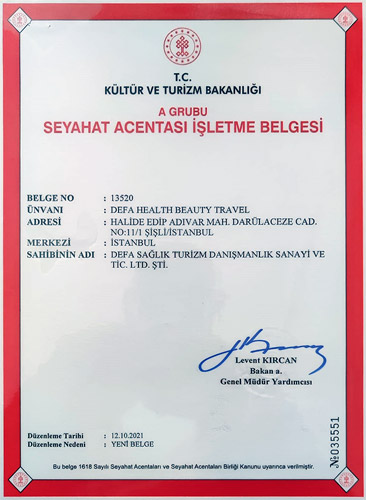 T.C.
KÜLTÜR VE TURİZM BAKANLIĞI
A GRUBU
SEYAHAT ACENTASI İŞLETME BELGESİ
BELGE NO : 13520
ÜNVANI : DEFA HEALTH BEAUTY TRAVEL
ADRESİ : HALİDE EDİP ADIVAR MAH. DARÜLACEZE CAD.
NO:11/1 ŞİŞLİ/İSTANBUL
MERKEZİ : İSTANBUL
SAHİBİNİN ADI : DEFA SAĞLIK TURİZM DANIŞMANLIK SANAYİ VE
TİC. LTD. ŞTİ.
Levent KIRCAN
Bakan a.
Genel Müdür Yardımcısı
Düzenleme Tarihi : 12.10.2021
Düzenleme Nedeni : YENİ BELGE
№035551
Bu belge 1618 Sayılı Seyahat Acentaları ve Seyahat Acentaları Birliği Kanunu uyarınca verilmiştir.